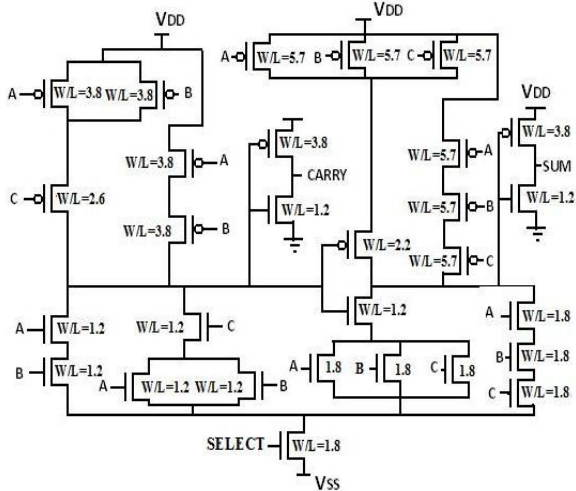 VDD VDD
A W/L=5.7 B W/L=5.7 C W/L=5.7
A W/L=3.8 W/L=3.8 B
VDD
W/L=3.8 W/L=3.8
W/L=3.8 A W/L=5.7 A
CARRY SUM
C W/L=2.6 W/L=1.2 W/L=5.7 B W/L=1.2
W/L=3.8 B
W/L=2.2
W/L=5.7 C
A W/L=1.2 W/L=1.2 C W/L=1.2 A W/L=1.8
B W/L=1.2 A W/L=1.2 W/L=1.2 B A 1.8 B 1.8 C 1.8 B W/L=1.8
C W/L=1.8
SELECT W/L=1.8
VSS